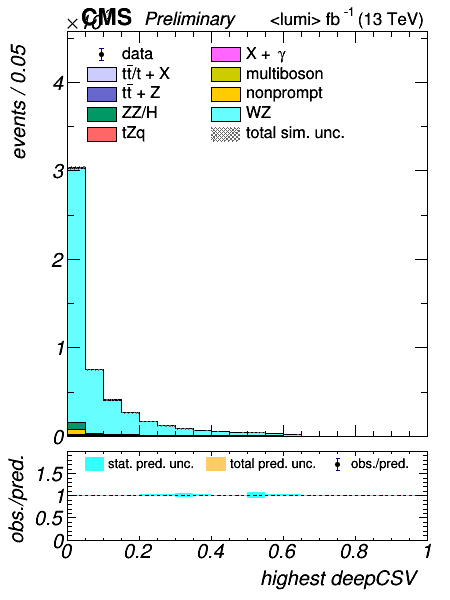 CMS Preliminary <lumi> fb⁻¹ (13 TeV)
events / 0.05
data
tt̄/t + X
tt̄ + Z
ZZ/H
tZq
X + γ
multiboson
nonprompt
WZ
total sim. unc.
4
3
2
1
0
obs./pred.
stat. pred. unc. total pred. unc. obs./pred.
1.5
1
0.5
0
0 0.2 0.4 0.6 0.8 1
highest deepCSV